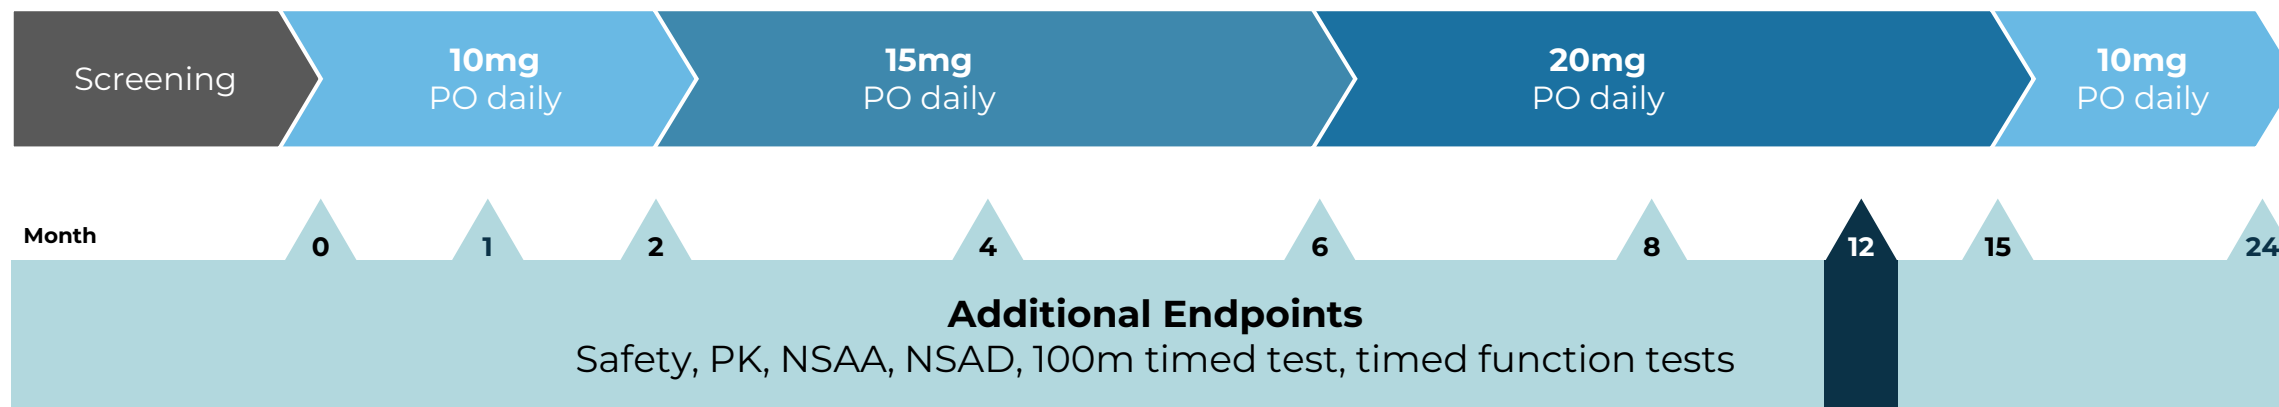 Screening
10mg
PO daily
15mg
PO daily
20mg
PO daily
10mg
PO daily
Month
0
1
2
4
6
8
12
15
24
Additional Endpoints
Safety, PK, NSAA, NSAD, 100m timed test, timed function tests